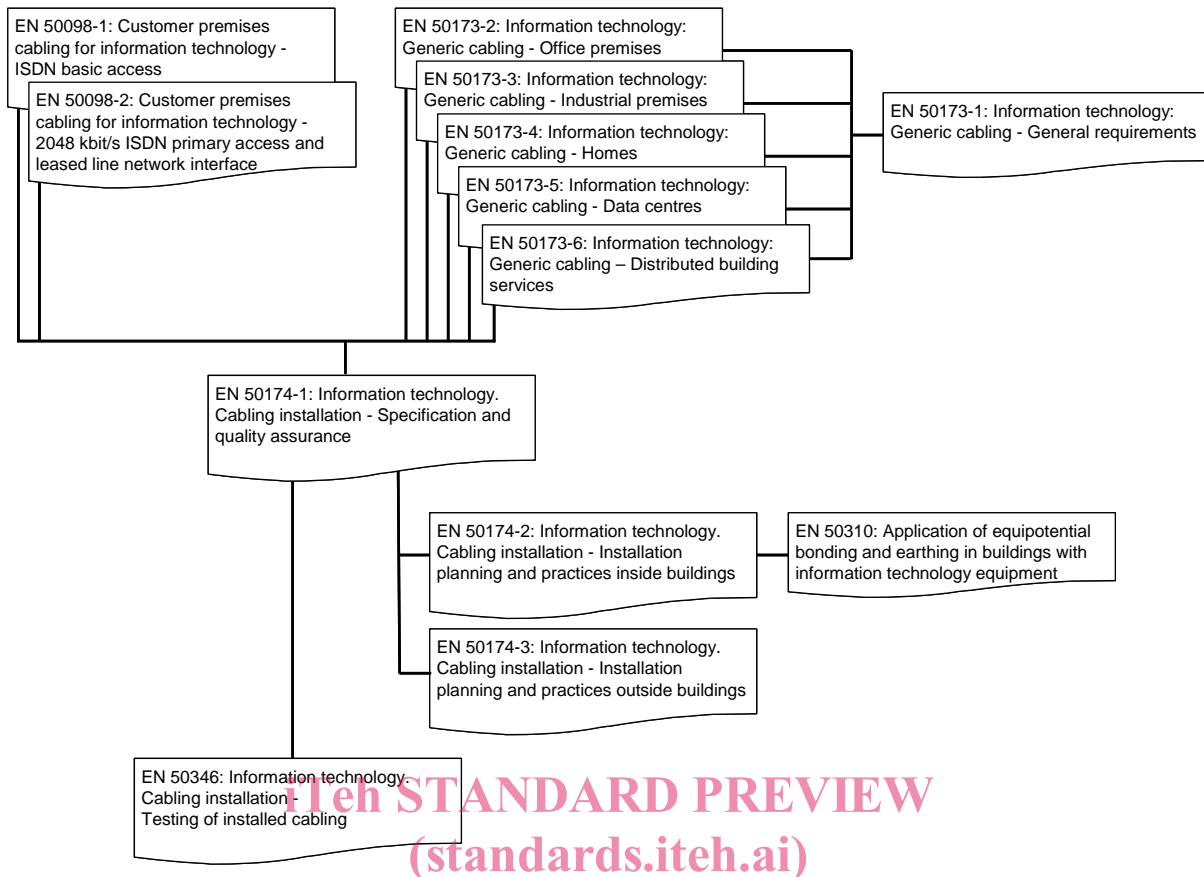 EN 50098-1: Customer premises
cabling for information technology -
ISDN basic access
EN 50098-2: Customer premises
cabling for information technology -
2048 kbit/s ISDN primary access and
leased line network interface
EN 50173-2: Information technology:
Generic cabling - Office premises
EN 50173-3: Information technology:
Generic cabling - Industrial premises
EN 50173-4: Information technology:
Generic cabling - Homes
EN 50173-5: Information technology:
Generic cabling - Data centres
EN 50173-6: Information technology:
Generic cabling – Distributed building
services
EN 50173-1: Information technology:
Generic cabling - General requirements
EN 50174-1: Information technology.
Cabling installation - Specification and
quality assurance
EN 50174-2: Information technology.
Cabling installation - Installation
planning and practices inside buildings
EN 50310: Application of equipotential
bonding and earthing in buildings with
information technology equipment
EN 50174-3: Information technology.
Cabling installation - Installation
planning and practices outside buildings
EN 50346: Information technology.
Cabling installation -
Testing of installed cabling
iTeh STANDARD PREVIEW
(standards.iteh.ai)